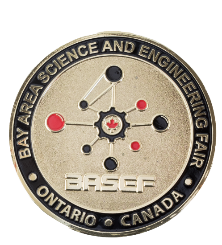 BAY AREA SCIENCE AND ENGINEERING FAIR
BASEF
• ONTARIO • CANADA •